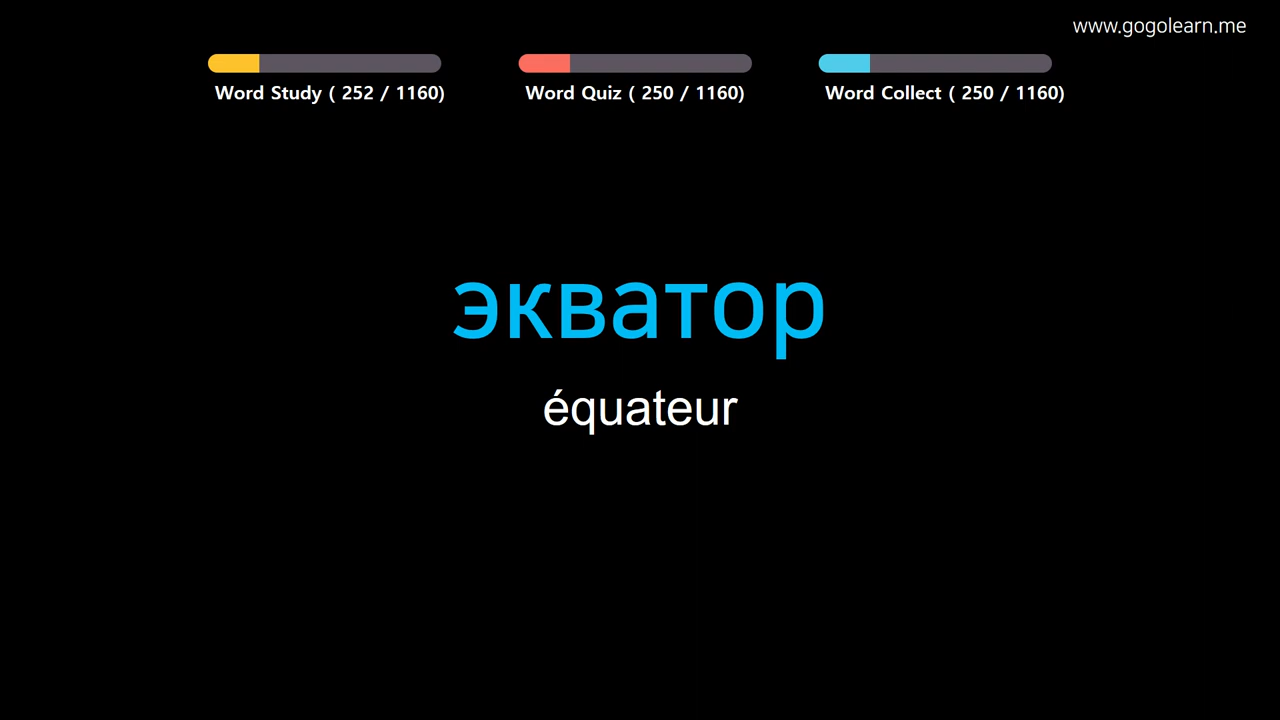 www.gogolearn.me
Word Study ( 252 / 1160)
Word Quiz ( 250 / 1160)
Word Collect ( 250 / 1160)
экватор
équateur